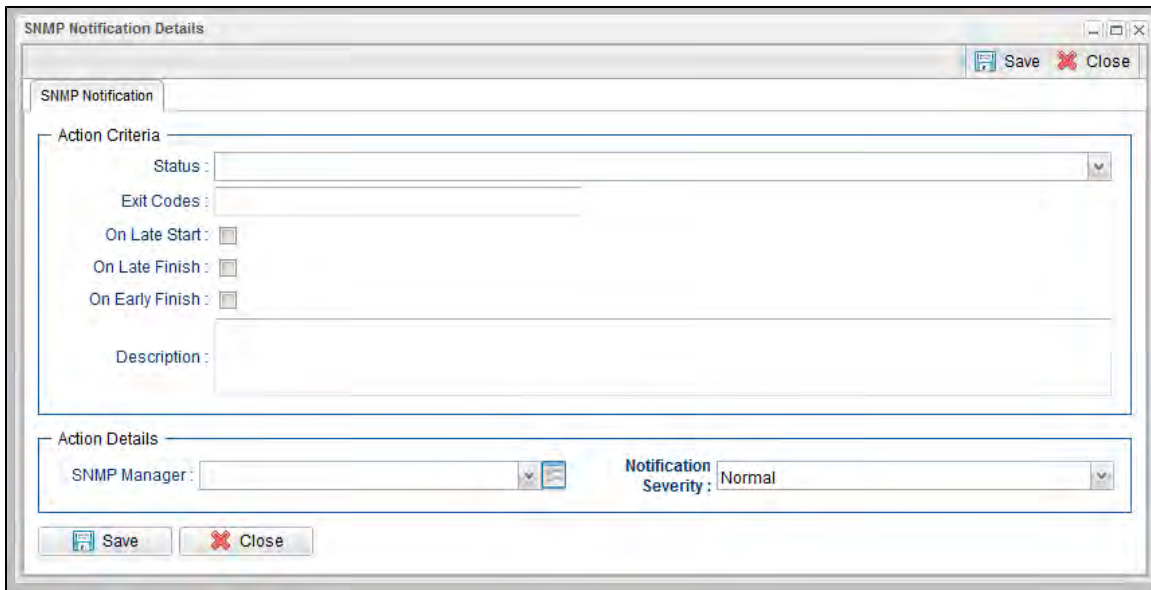 SNMP Notification Details
Save Close
SNMP Notification
Action Criteria
Status :
Exit Codes :
On Late Start :
On Late Finish :
On Early Finish :
Description :
Action Details
SNMP Manager :
Notification
Severity : Normal
Save Close